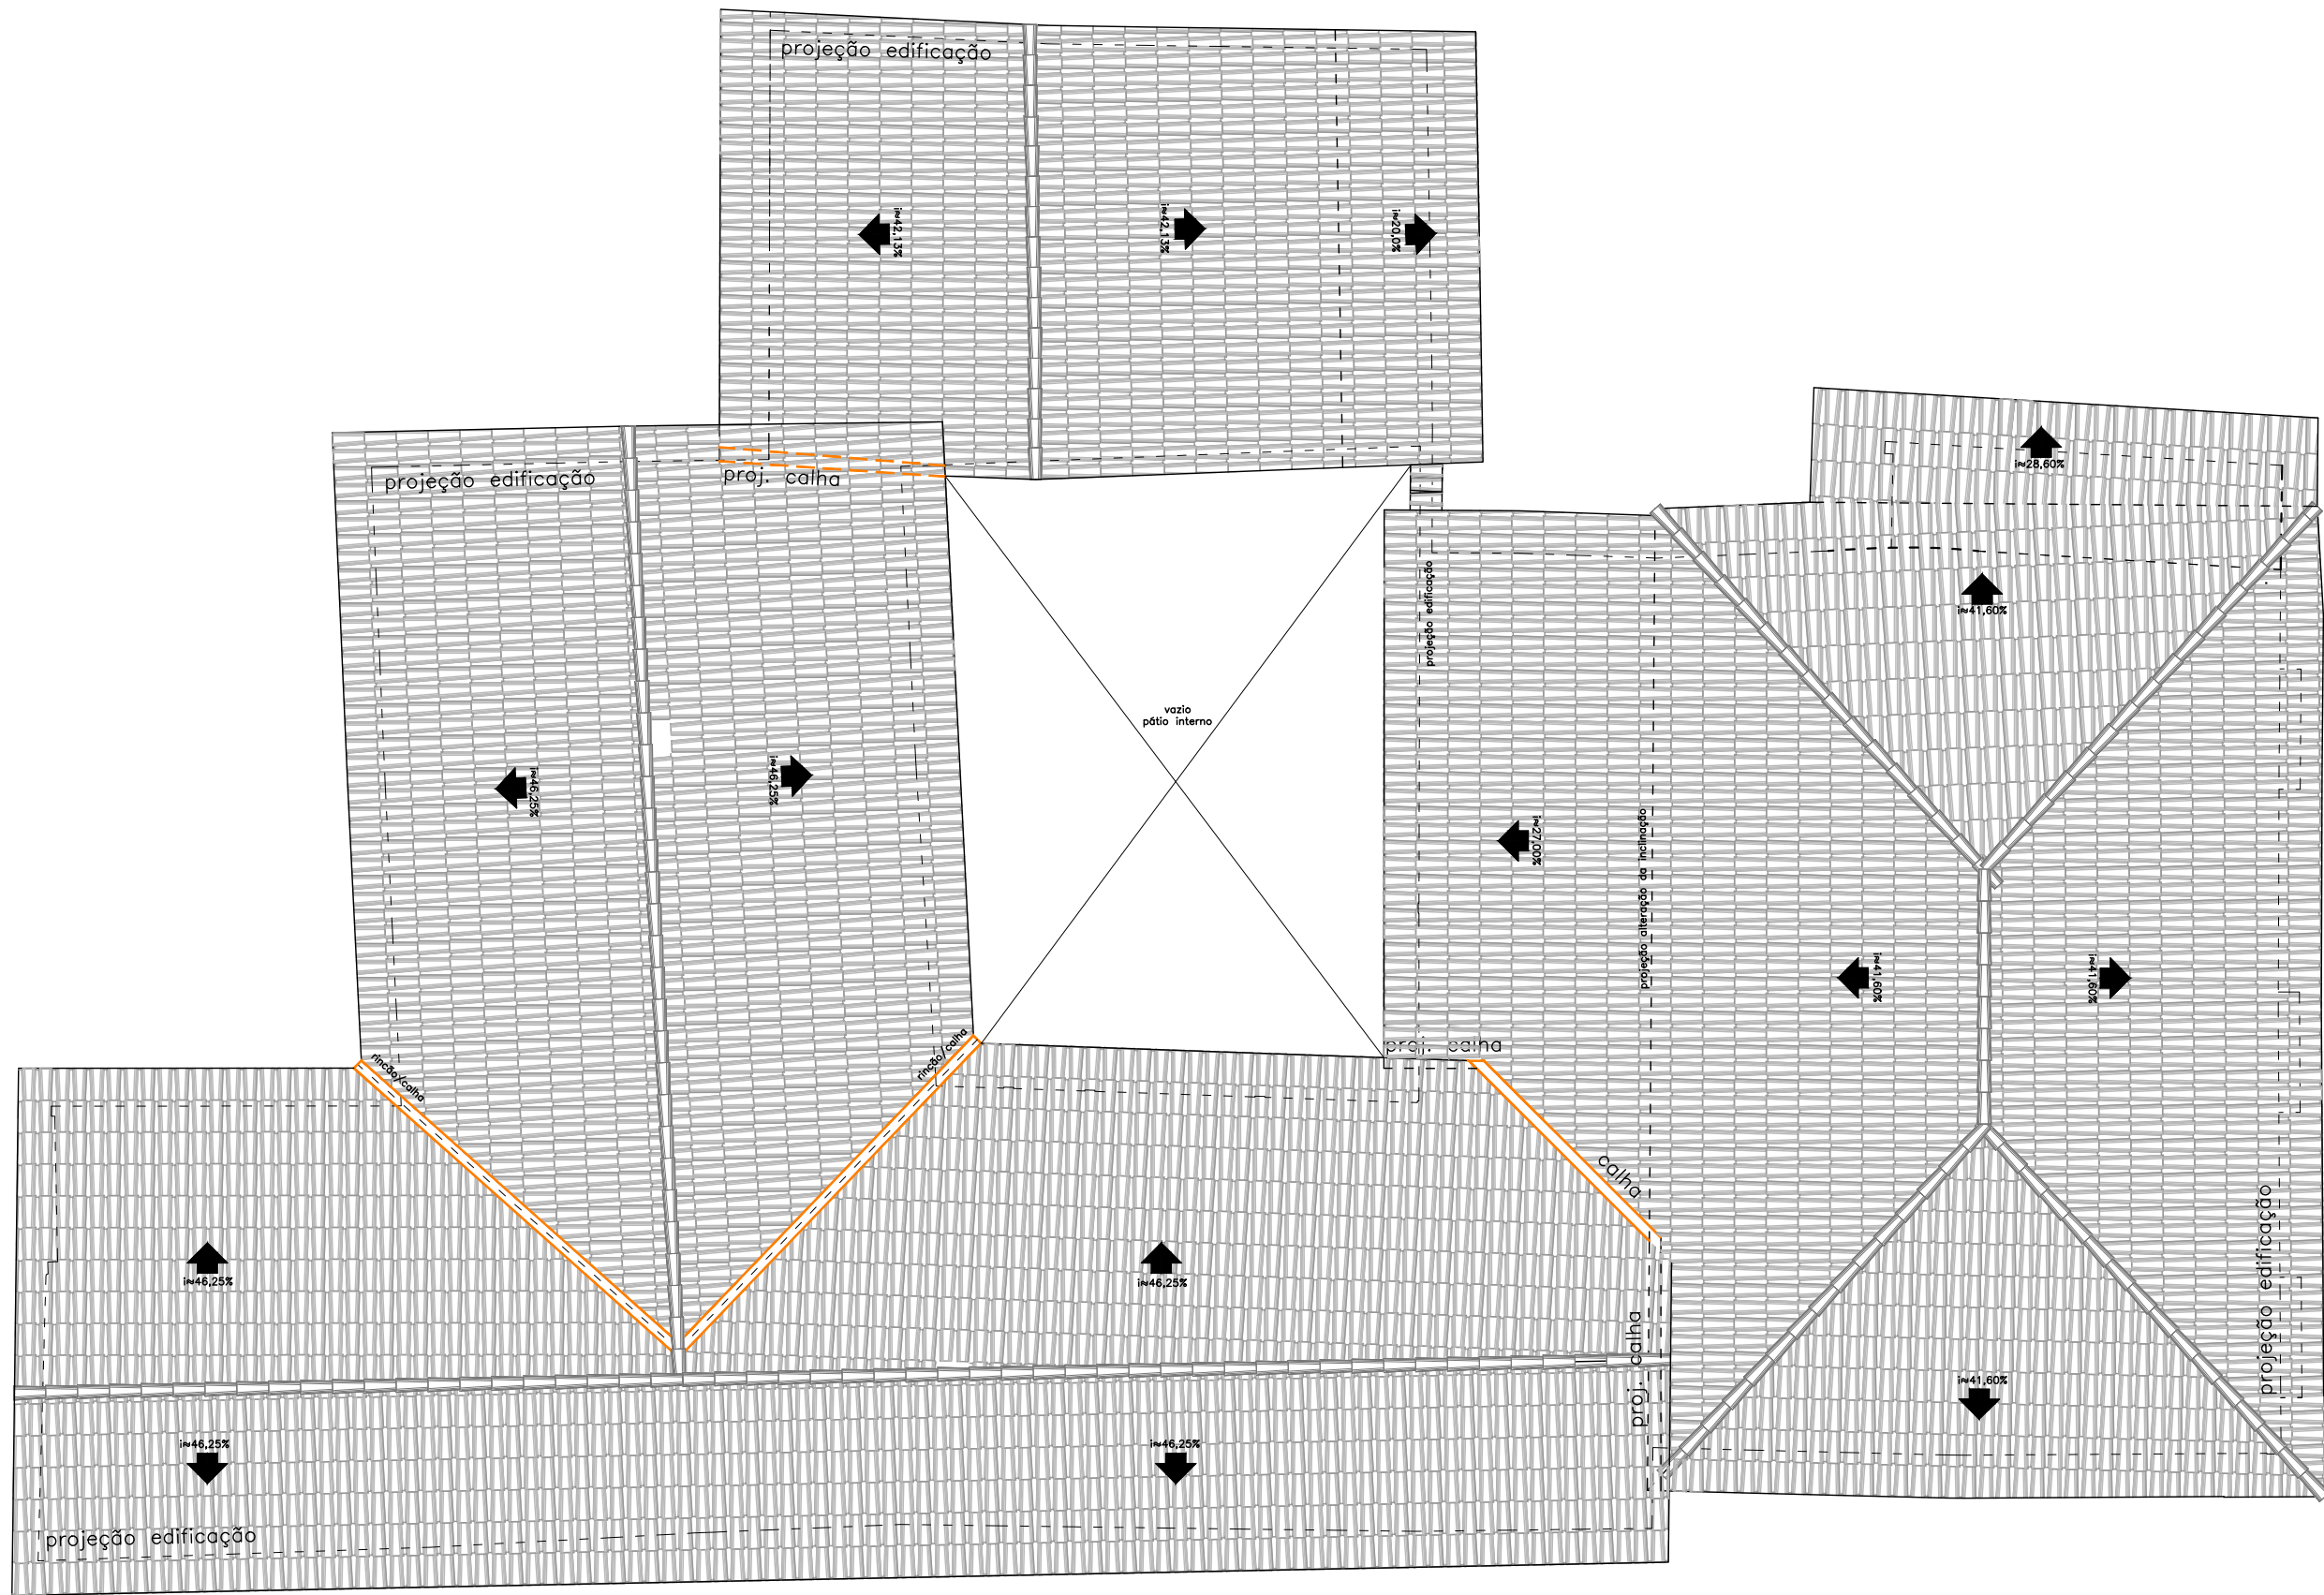 projeção edificação
i≈42,13%
i≈42,13%
i≈20,0%
projeção edificação
proj. calha
i≈28,60%
projeção edificação
i≈41,60%
vazio
pátio interno
i≈46,25%
i≈46,25%
i≈27,00%
projeção alteração da inclinação
i≈41,60%
i≈41,60%
rincão/calha
rincão/calha
proj. calha
calha
i≈46,25%
i≈46,25%
proj. calha
projeção edificação
i≈41,60%
i≈46,25%
i≈46,25%
projeção edificação